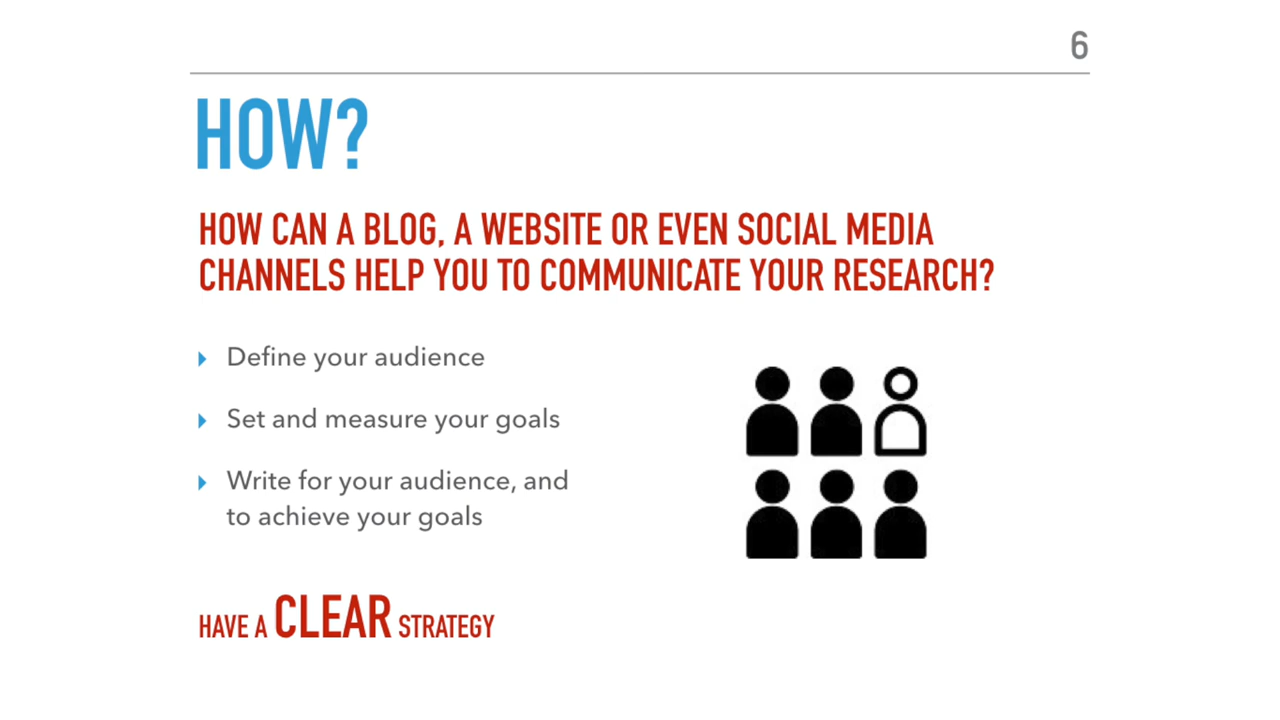 6
HOW?
HOW CAN A BLOG, A WEBSITE OR EVEN SOCIAL MEDIA
CHANNELS HELP YOU TO COMMUNICATE YOUR RESEARCH?
Define your audience
Set and measure your goals
Write for your audience, and
to achieve your goals
HAVE A CLEAR STRATEGY